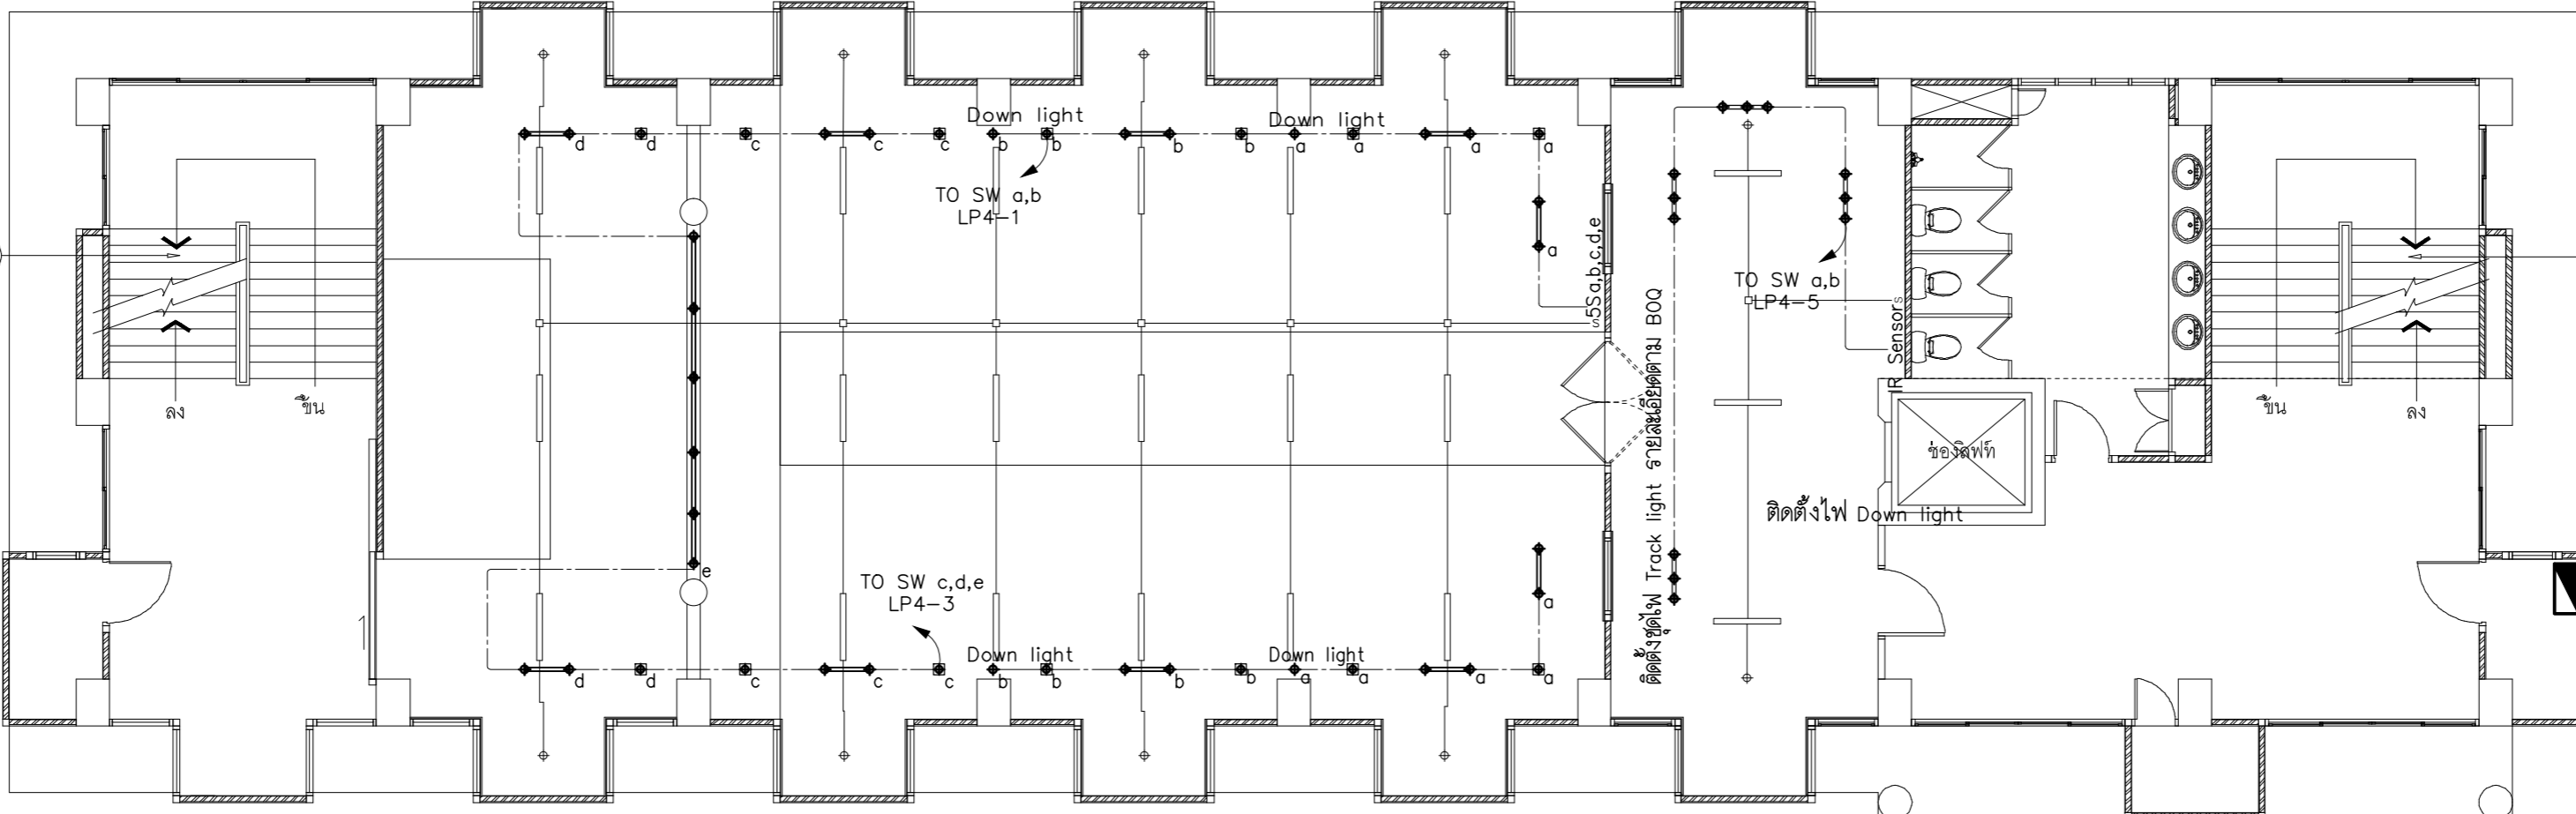 Down light
Down light
d
d
c
c
c
b
b
b
b
a
a
a
a
TO SW a,b
LP4-1
a
5Sa,b,c,d,e
S
TO SW a,b
LP4-5
IR Sensor
S
ติดตั้งชุดไฟ Track light รายละเอียดตาม BOQ
ลง
ขึ้น
ขึ้น
ลง
ช่องลิฟท์
ติดตั้งไฟ Down light
e
TO SW c,d,e
LP4-3
a
Down light
Down light
d
d
c
c
c
b
b
b
b
a
a
a
a